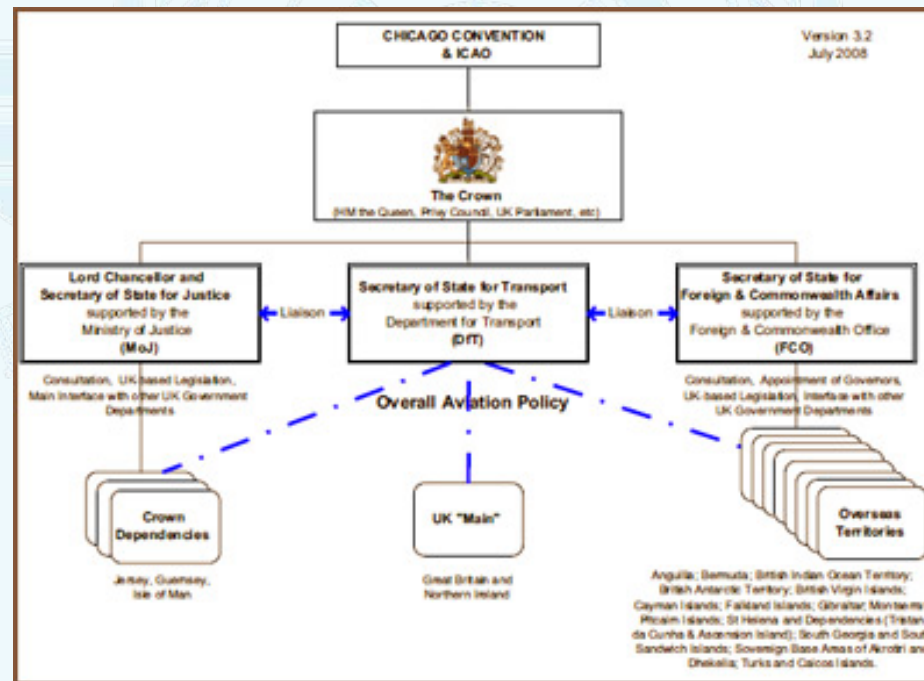 CHICAGO CONVENTION
& ICAO
Version 3.2
July 2008
The Crown
(HM the Queen, Privy Council, UK Parliament, etc)
Lord Chancellor and
Secretary of State for Justice
supported by the
Ministry of Justice
(MoJ)
Liaison
Secretary of State for Transport
supported by the
Department for Transport
(DfT)
Liaison
Secretary of State for
Foreign & Commonwealth Affairs
supported by the
Foreign & Commonwealth Office
(FCO)
Consultation, UK-based Legislation,
Main Interface with other UK Government
Departments
Overall Aviation Policy
Consultation, Appointment of Governors,
UK-based Legislation, Interface with other
UK Government Departments
Crown
Dependencies
UK "Main"
Overseas
Territories
Jersey, Guernsey,
Isle of Man
Great Britain and
Northern Ireland
Anguilla; Bermuda; British Indian Ocean Territory;
British Antarctic Territory; British Virgin Islands;
Cayman Islands; Falkland Islands; Gibraltar; Montserra
Pitcairn Islands; St Helena and Dependencies (Tristan
da Cunha & Ascension Island); South Georgia and Sout
Sandwich Islands; Sovereign Base Areas of Akrotiri an
Dhekelia; Turks and Caicos Islands.